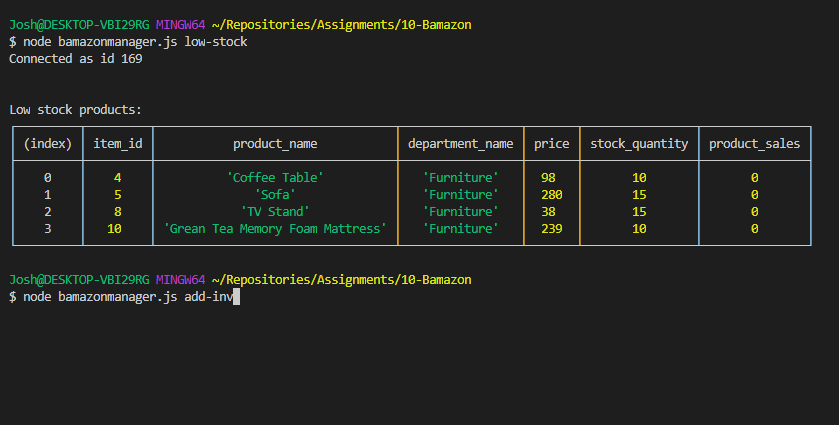 Josh@DESKTOP-VBI29RG MINGW64 ~/Repositories/Assignments/10-Bamazon
$ node bamazonmanager.js low-stock
Connected as id 169
Low stock products:
(index) item_id product_name department_name price stock_quantity product_sales
0 4 'Coffee Table' 'Furniture' 98 10 0
1 5 'Sofa' 'Furniture' 280 15 0
2 8 'TV Stand' 'Furniture' 38 15 0
3 10 'Grean Tea Memory Foam Mattress' 'Furniture' 239 10 0
Josh@DESKTOP-VBI29RG MINGW64 ~/Repositories/Assignments/10-Bamazon
$ node bamazonmanager.js add-inv